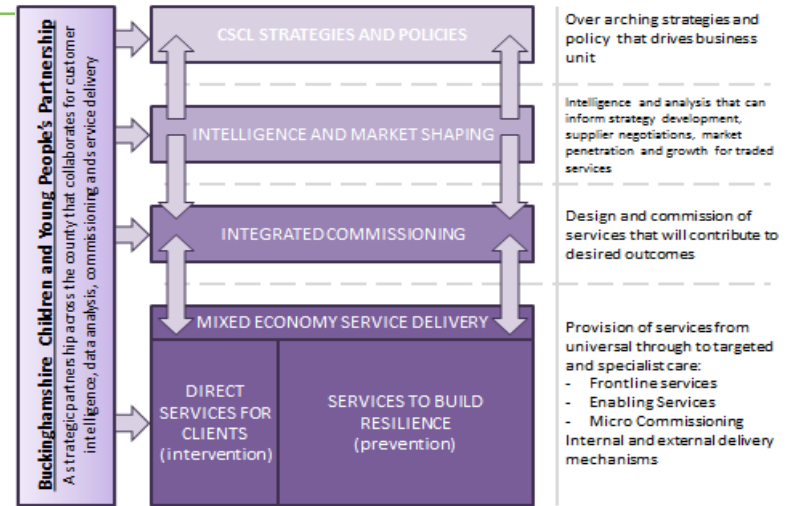 Buckinghamshire Children and Young People's Partnership
A strategic partnership across the county that collaborates for customer
intelligence, data analysis, commissioning and service delivery
CSCL STRATEGIES AND POLICIES
Over arching strategies and
policy that drives business
unit
INTELLIGENCE AND MARKET SHAPING
Intelligence and analysis that can
inform strategy development,
supplier negotiations, market
penetration and growth for traded
services
INTEGRATED COMMISSIONING
Design and commission of
services that will contribute to
desired outcomes
MIXED ECONOMY SERVICE DELIVERY
DIRECT
SERVICES FOR
CLIENTS
(intervention)
SERVICES TO BUILD
RESILIENCE
(prevention)
Provision of services from
universal through to targeted
and specialist care:
- Frontline services
- Enabling Services
- Micro Commissioning
Internal and external delivery
mechanisms